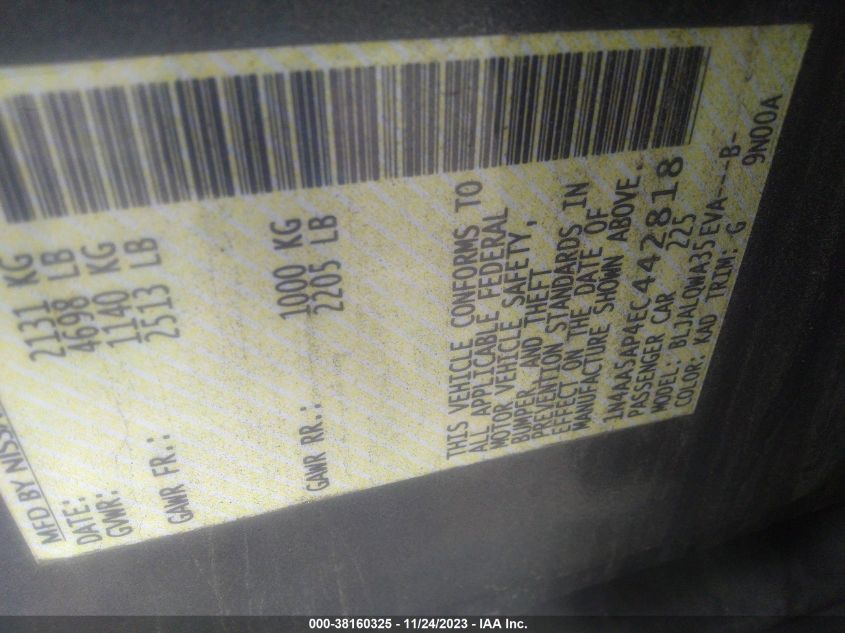 MFD BY NISS
DATE:
GVWR: 2131 KG
4698 LB
GAWR FR.: 1140 KG
2513 LB
GAWR RR.: 1000 KG
2205 LB
THIS VEHICLE CONFORMS TO
ALL APPLICABLE FEDERAL
MOTOR VEHICLE SAFETY,
BUMPER, AND THEFT
PREVENTION STANDARDS IN
EFFECT ON THE DATE OF
MANUFACTURE SHOWN ABOVE.
1N4AA5AP4EC442818
PASSENGER CAR 225
MODEL: BLJALQWA35EVA---B-
COLOR: KAD TRIM: G 9N00A
000-38160325 - 11/24/2023 - IAA Inc.